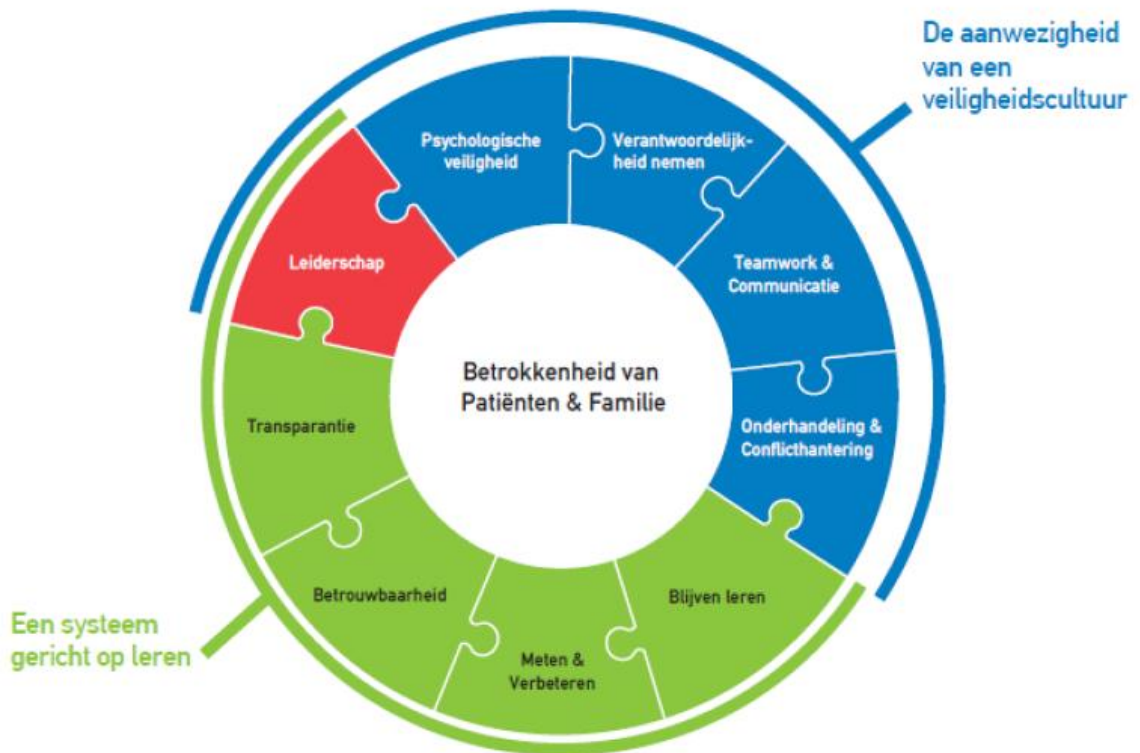 De aanwezigheid
van een
veiligheidscultuur
Psychologische
veiligheid
Verantwoordelijk-
heid nemen
Leiderschap
Teamwork &
Communicatie
Betrokkenheid van
Patiënten & Familie
Transparantie
Onderhandeling &
Conflicthantering
Betrouwbaarheid
Blijven leren
Meten &
Verbeteren
Een systeem
gericht op leren